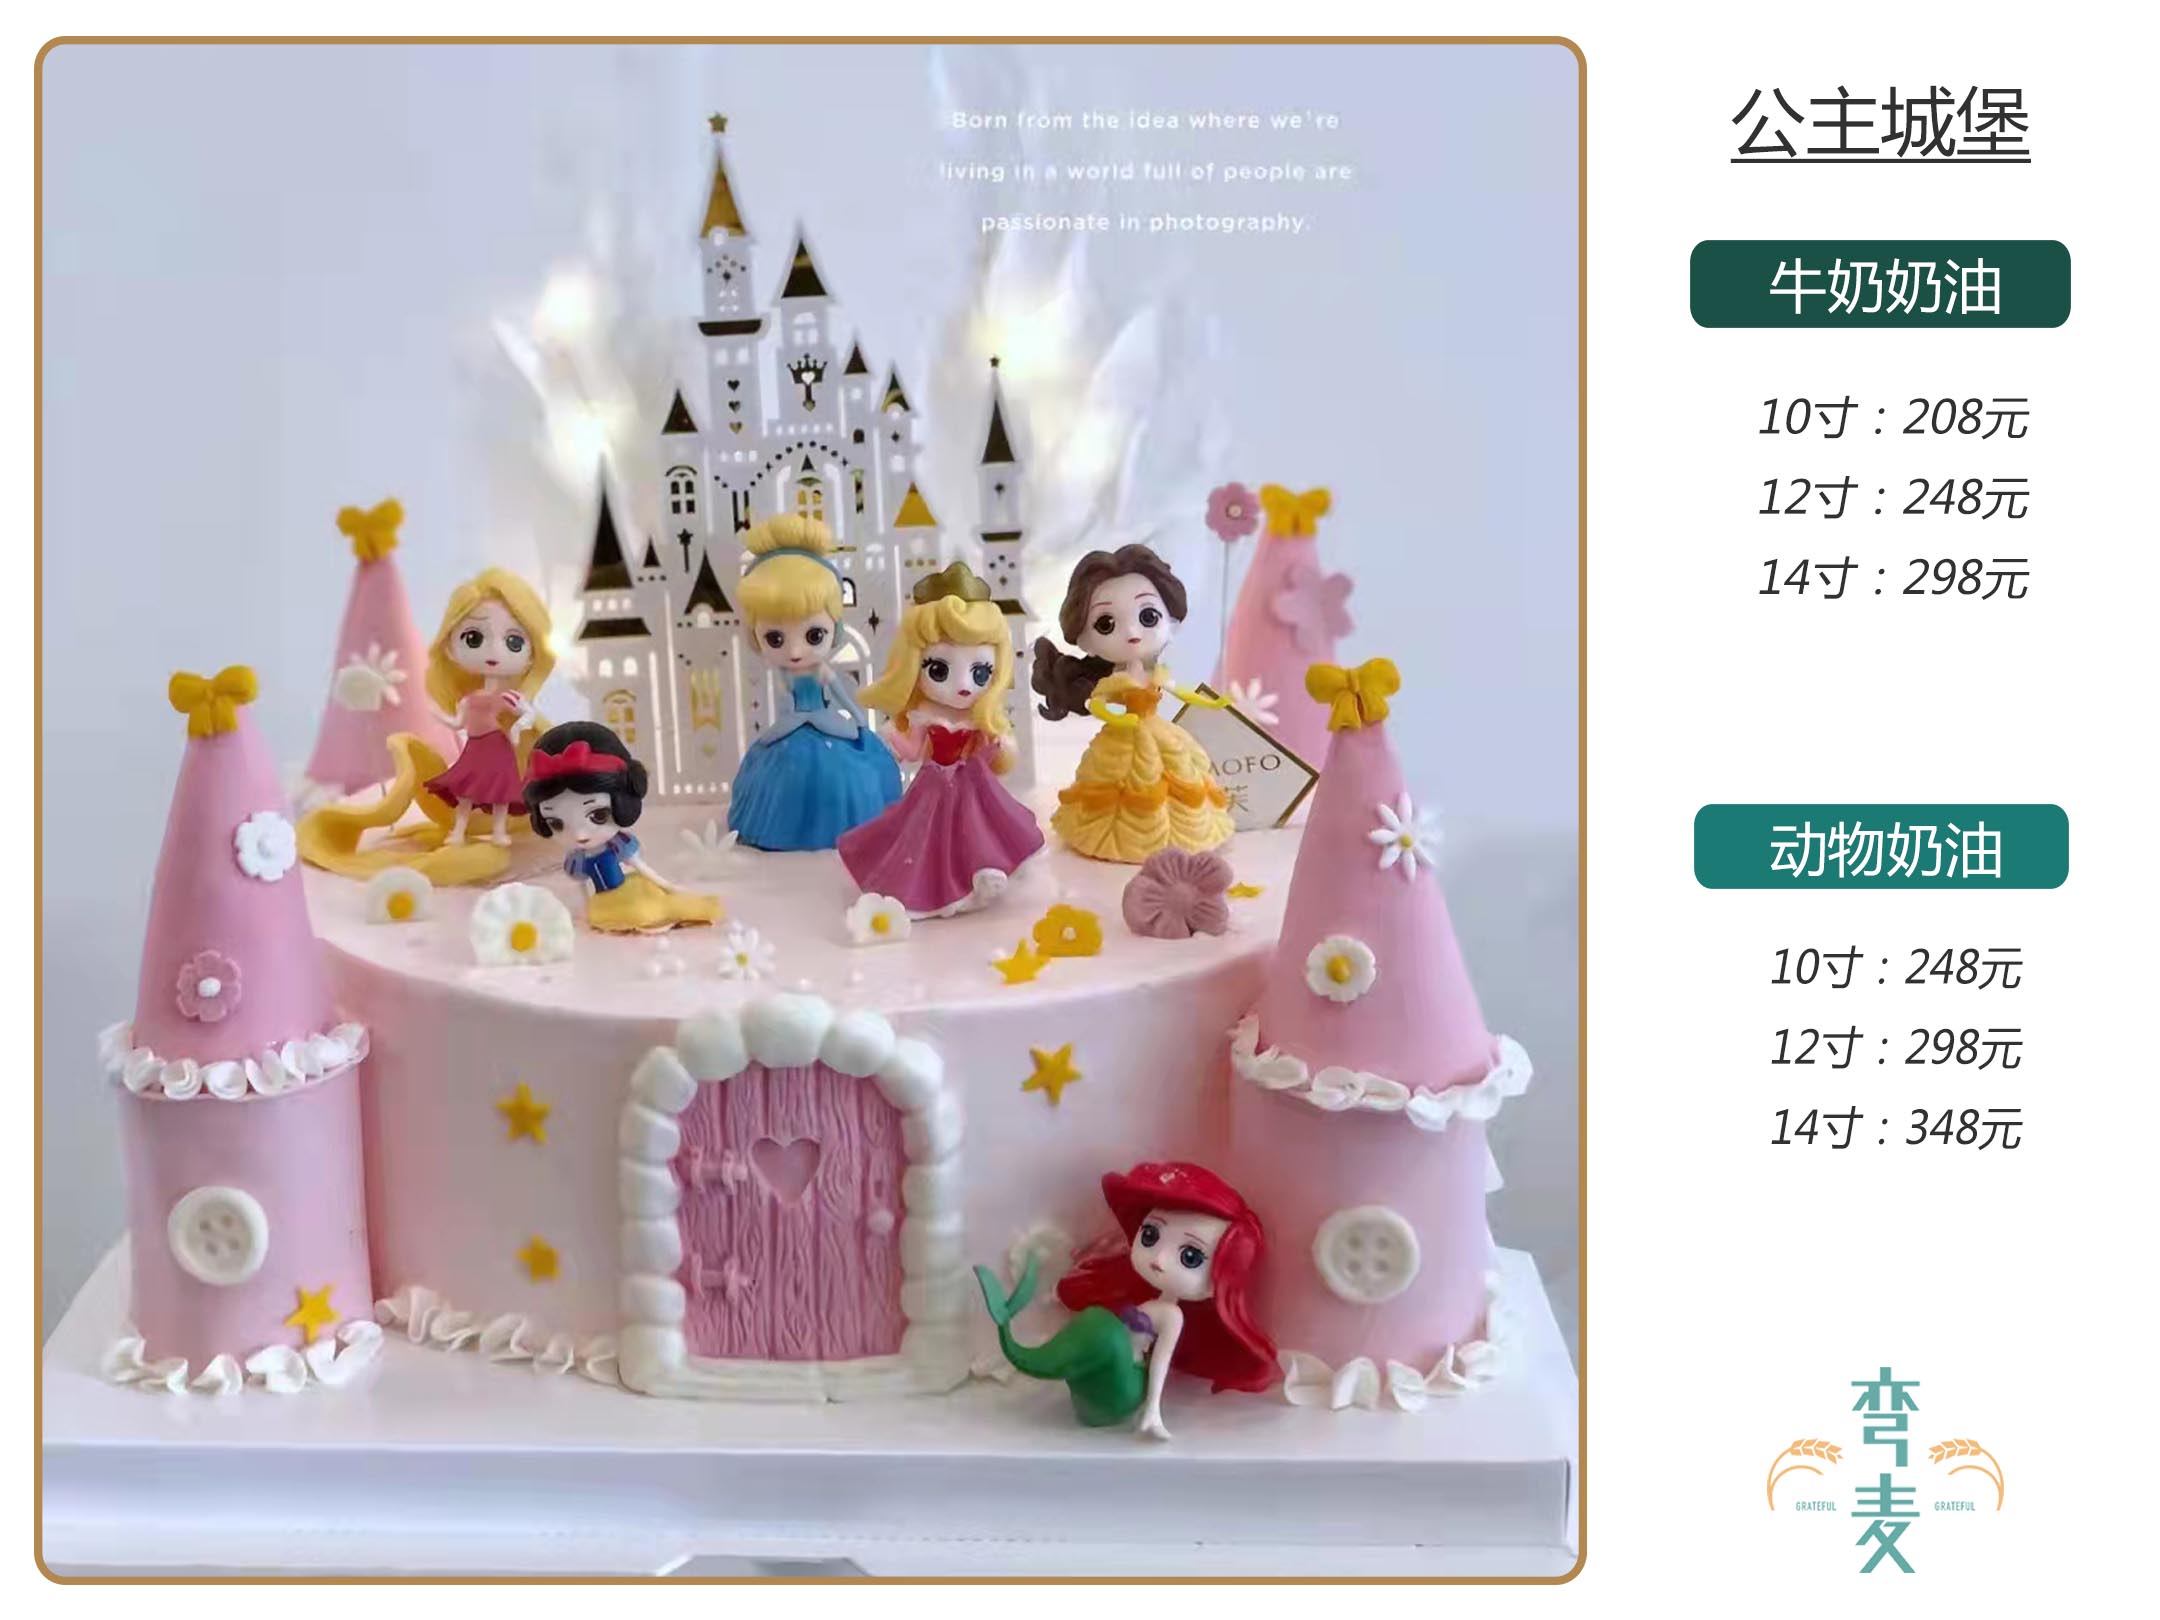 Born from the idea where we're
living in a world full of people are
passionate in photography.
AOFO
芙
公主城堡
牛奶奶油
10寸：208元
12寸：248元
14寸：298元
动物奶油
10寸：248元
12寸：298元
14寸：348元
弯麦
GRATEFUL GRATEFUL